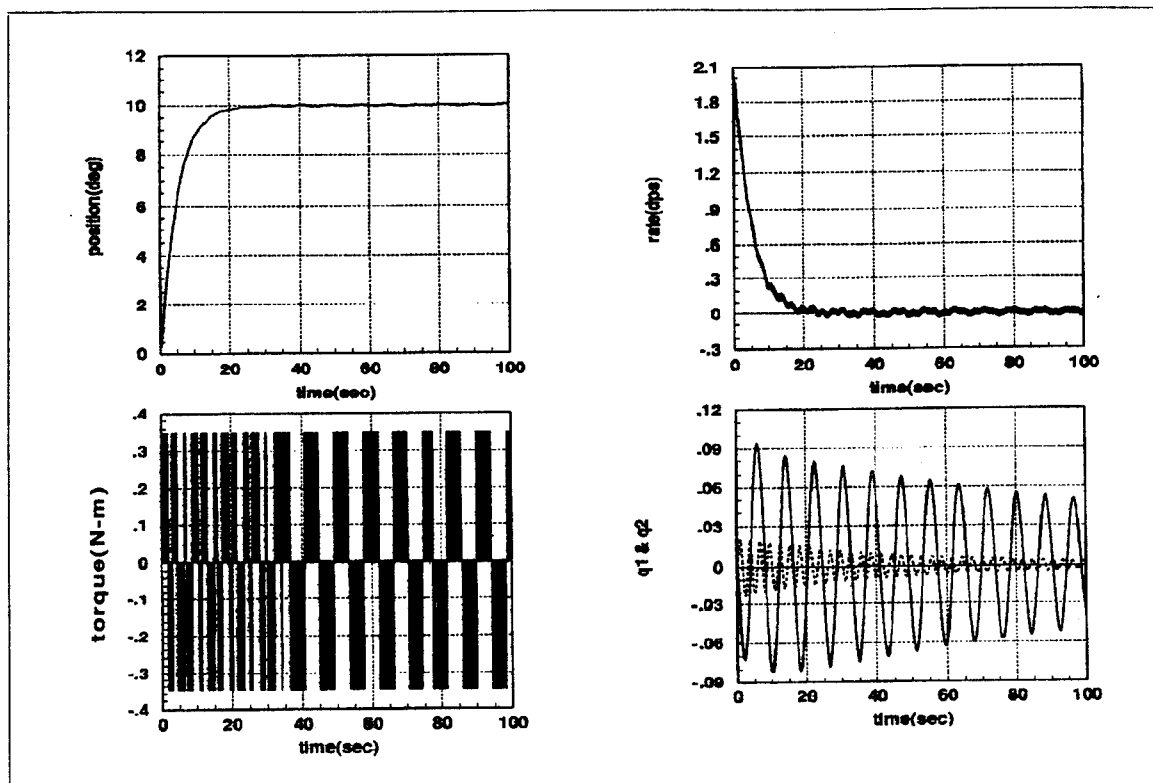 12
10
8
6
4
2
0
position(deg)
0 20 40 60 80 100
time(sec)
2.1
1.8
1.5
1.2
.9
.6
.3
0
-.3
rate(dps)
0 20 40 60 80 100
time(sec)
.4
.3
.2
.1
0
-.1
-.2
-.3
-.4
torque(N-m)
0 20 40 60 80 100
time(sec)
.12
.09
.06
.03
0
-.03
-.06
-.09
q1 & q2
0 20 40 60 80 100
time(sec)